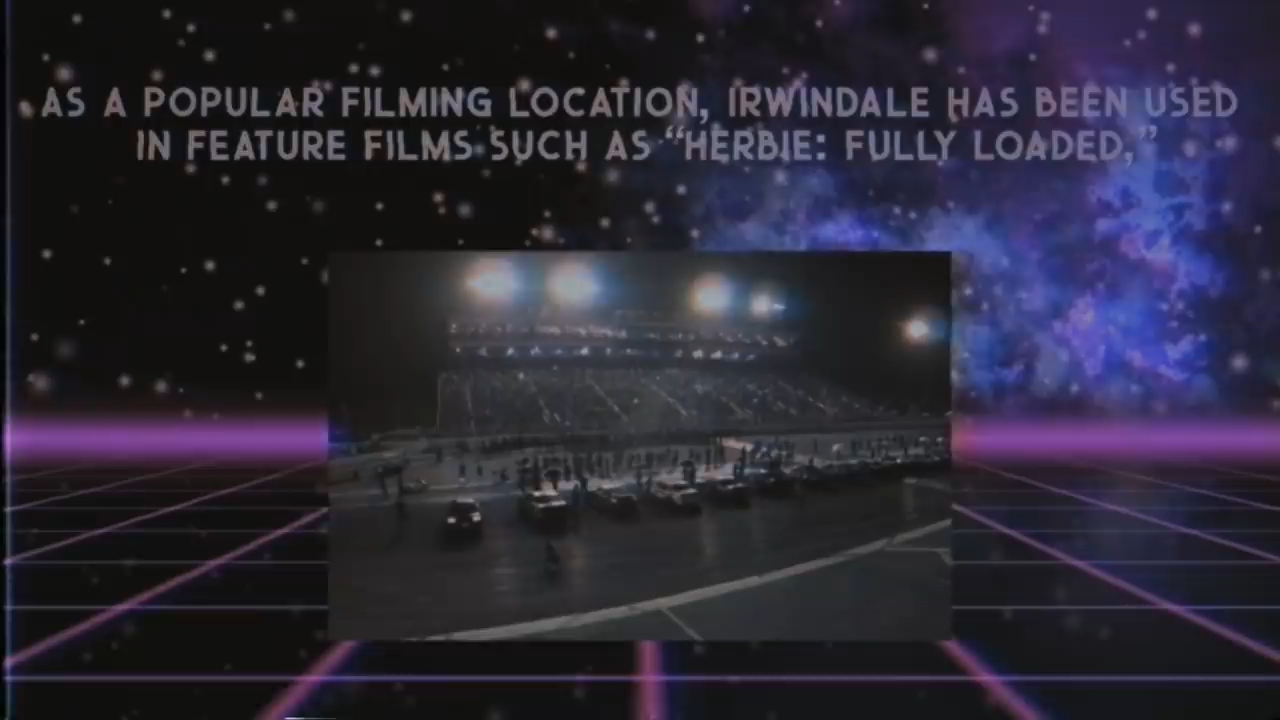 AS A POPULAR FILMING LOCATION, IRWINDALE HAS BEEN USED
IN FEATURE FILMS SUCH AS “HERBIE: FULLY LOADED,”